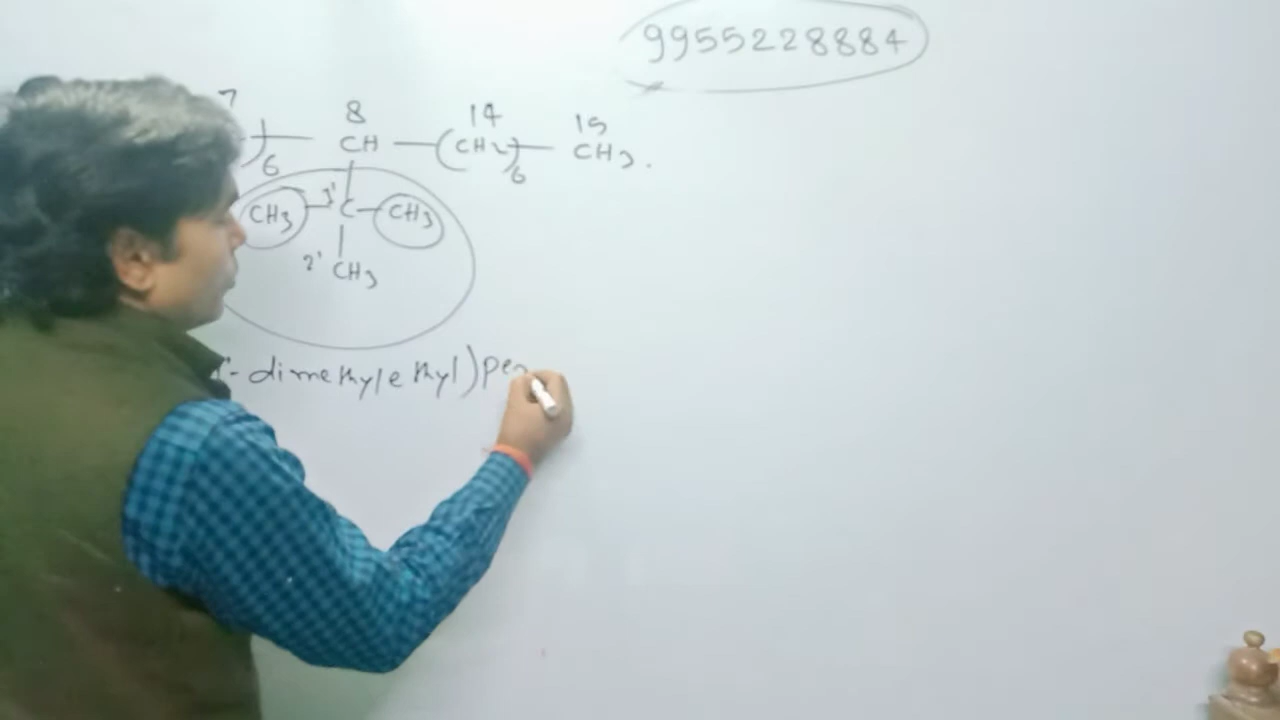 9955228884
7 8 14 15
)6 — CH — (CH2)6 — CH3.
CH3 — 1' C — CH3
2' CH3
- dimethylethyl) pen